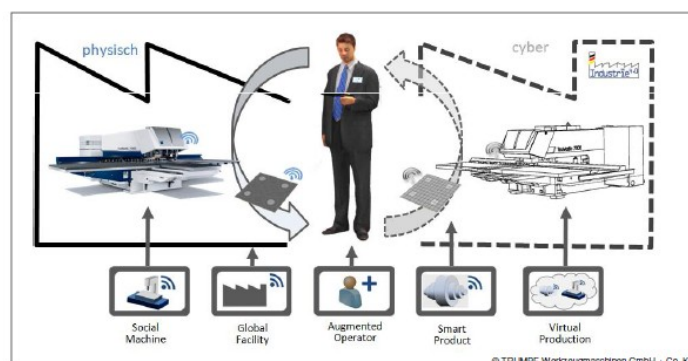 physisch
cyber
Industrie 4.0
Social
Machine
Global
Facility
Augmented
Operator
Smart
Product
Virtual
Production
© TRUMPF Werkzeugmaschinen GmbH + Co. K